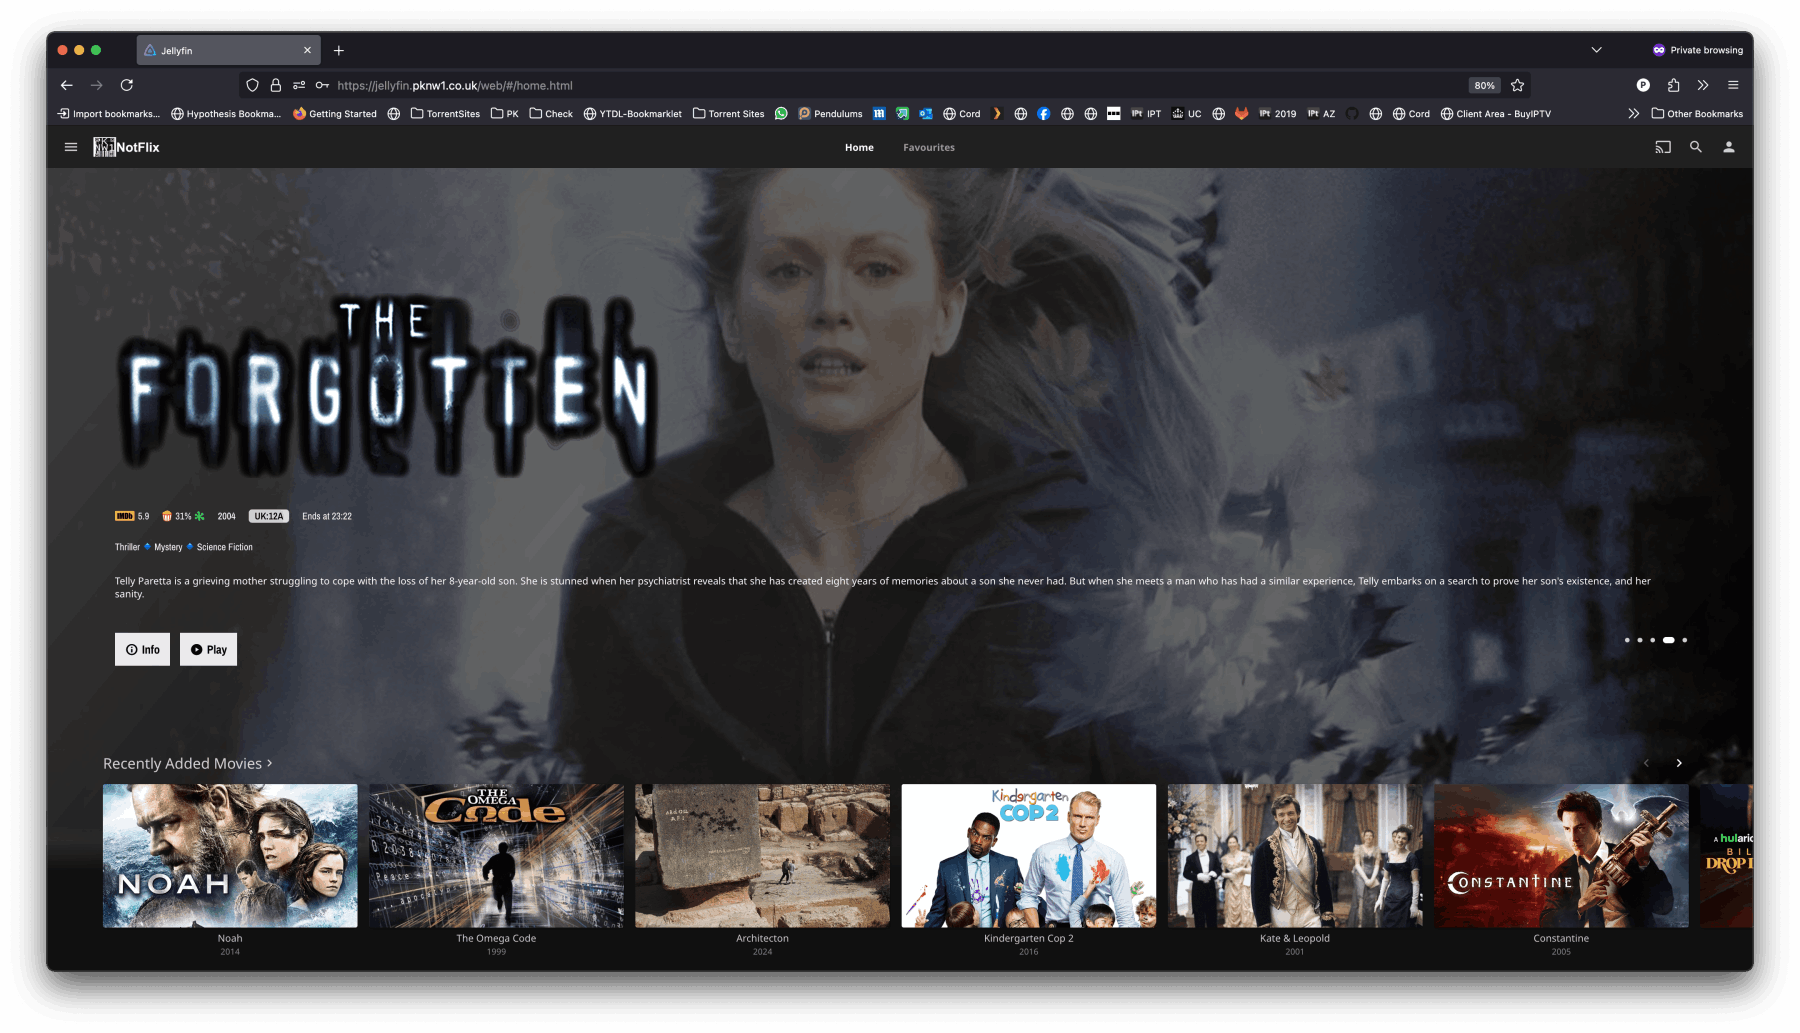 Jellyfin
Private browsing
https://jellyfin.pknw1.co.uk/web/#/home.html
80%
Import bookmarks... Hypothesis Bookma... Getting Started TorrentSites PK Check YTDL-Bookmarklet Torrent Sites Pendulums Cord IPT UC 2019 AZ Cord Client Area - BuyIPTV Other Bookmarks
NotFlix
Home Favourites
THE
FORGOTTEN
IMDb 5.9 31% 2004 UK:12A Ends at 23:22
Thriller Mystery Science Fiction
Telly Paretta is a grieving mother struggling to cope with the loss of her 8-year-old son. She is stunned when her psychiatrist reveals that she has created eight years of memories about a son she never had. But when she meets a man who has had a similar experience, Telly embarks on a search to prove her son's existence, and her
sanity.
Info Play
Recently Added Movies
NOAH
THE
OMEGA
Code
Kindergarten
COP 2
CONSTANTINE
A hular
BIL
DROP
Noah The Omega Code Architecton Kindergarten Cop 2 Kate & Leopold Constantine
2014 1999 2024 2016 2001 2005